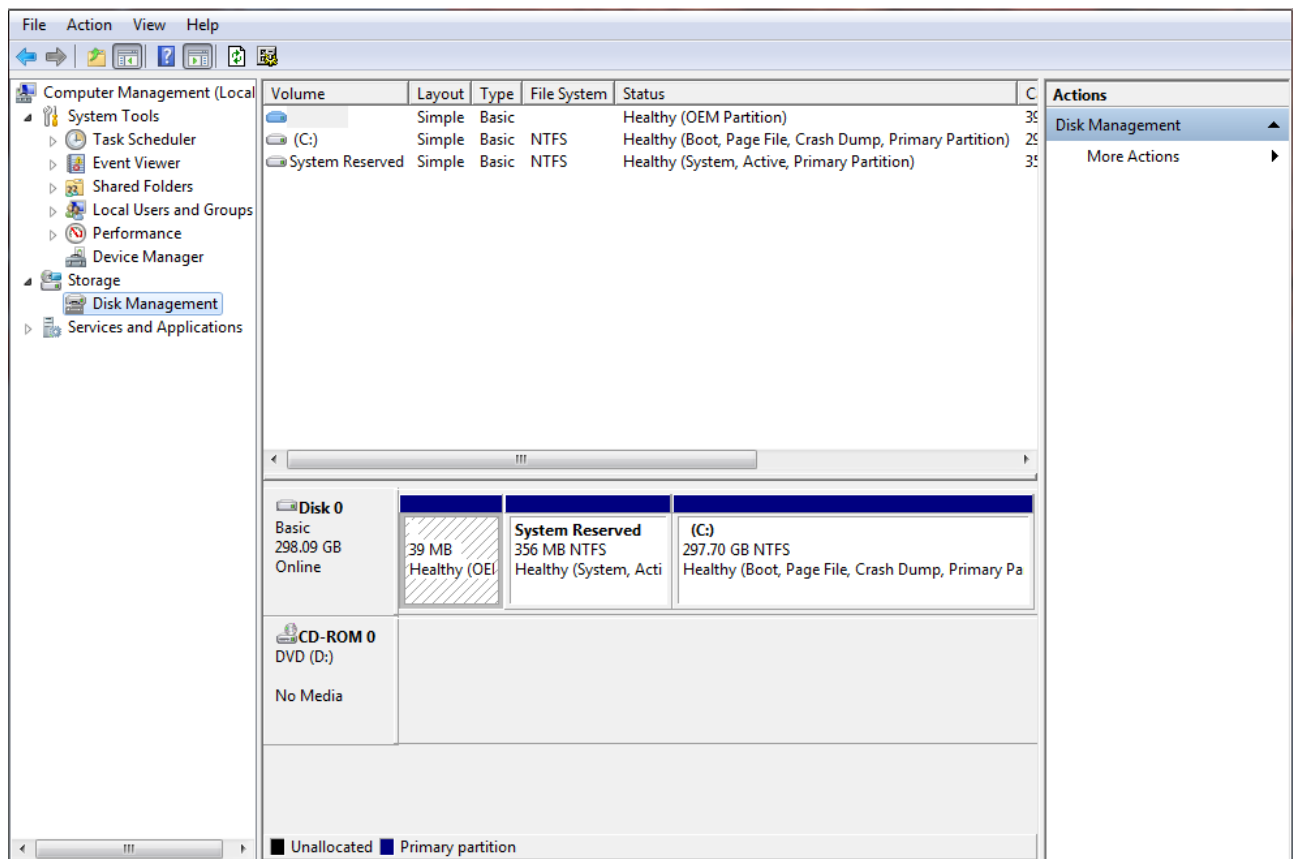 File Action View Help
Computer Management (Local
System Tools
Task Scheduler
Event Viewer
Shared Folders
Local Users and Groups
Performance
Device Manager
Storage
Disk Management
Services and Applications
Volume Layout Type File System Status C
Simple Basic Healthy (OEM Partition) 39
(C:) Simple Basic NTFS Healthy (Boot, Page File, Crash Dump, Primary Partition) 29
System Reserved Simple Basic NTFS Healthy (System, Active, Primary Partition) 35
Disk 0
Basic
298.09 GB
Online
39 MB
Healthy (OEI
System Reserved
356 MB NTFS
Healthy (System, Acti
(C:)
297.70 GB NTFS
Healthy (Boot, Page File, Crash Dump, Primary Pa
CD-ROM 0
DVD (D:)
No Media
Unallocated Primary partition
Actions
Disk Management
More Actions